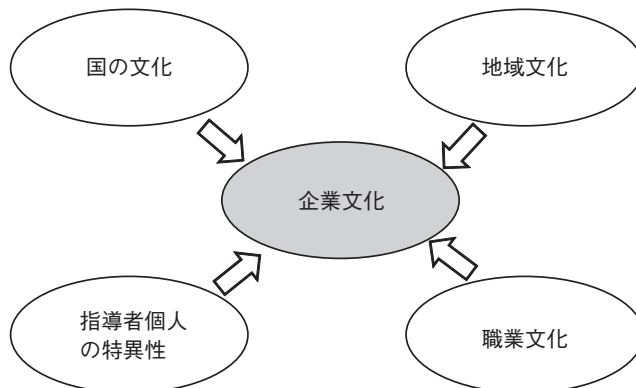 国の文化
地域文化
企業文化
指導者個人
の特異性
職業文化